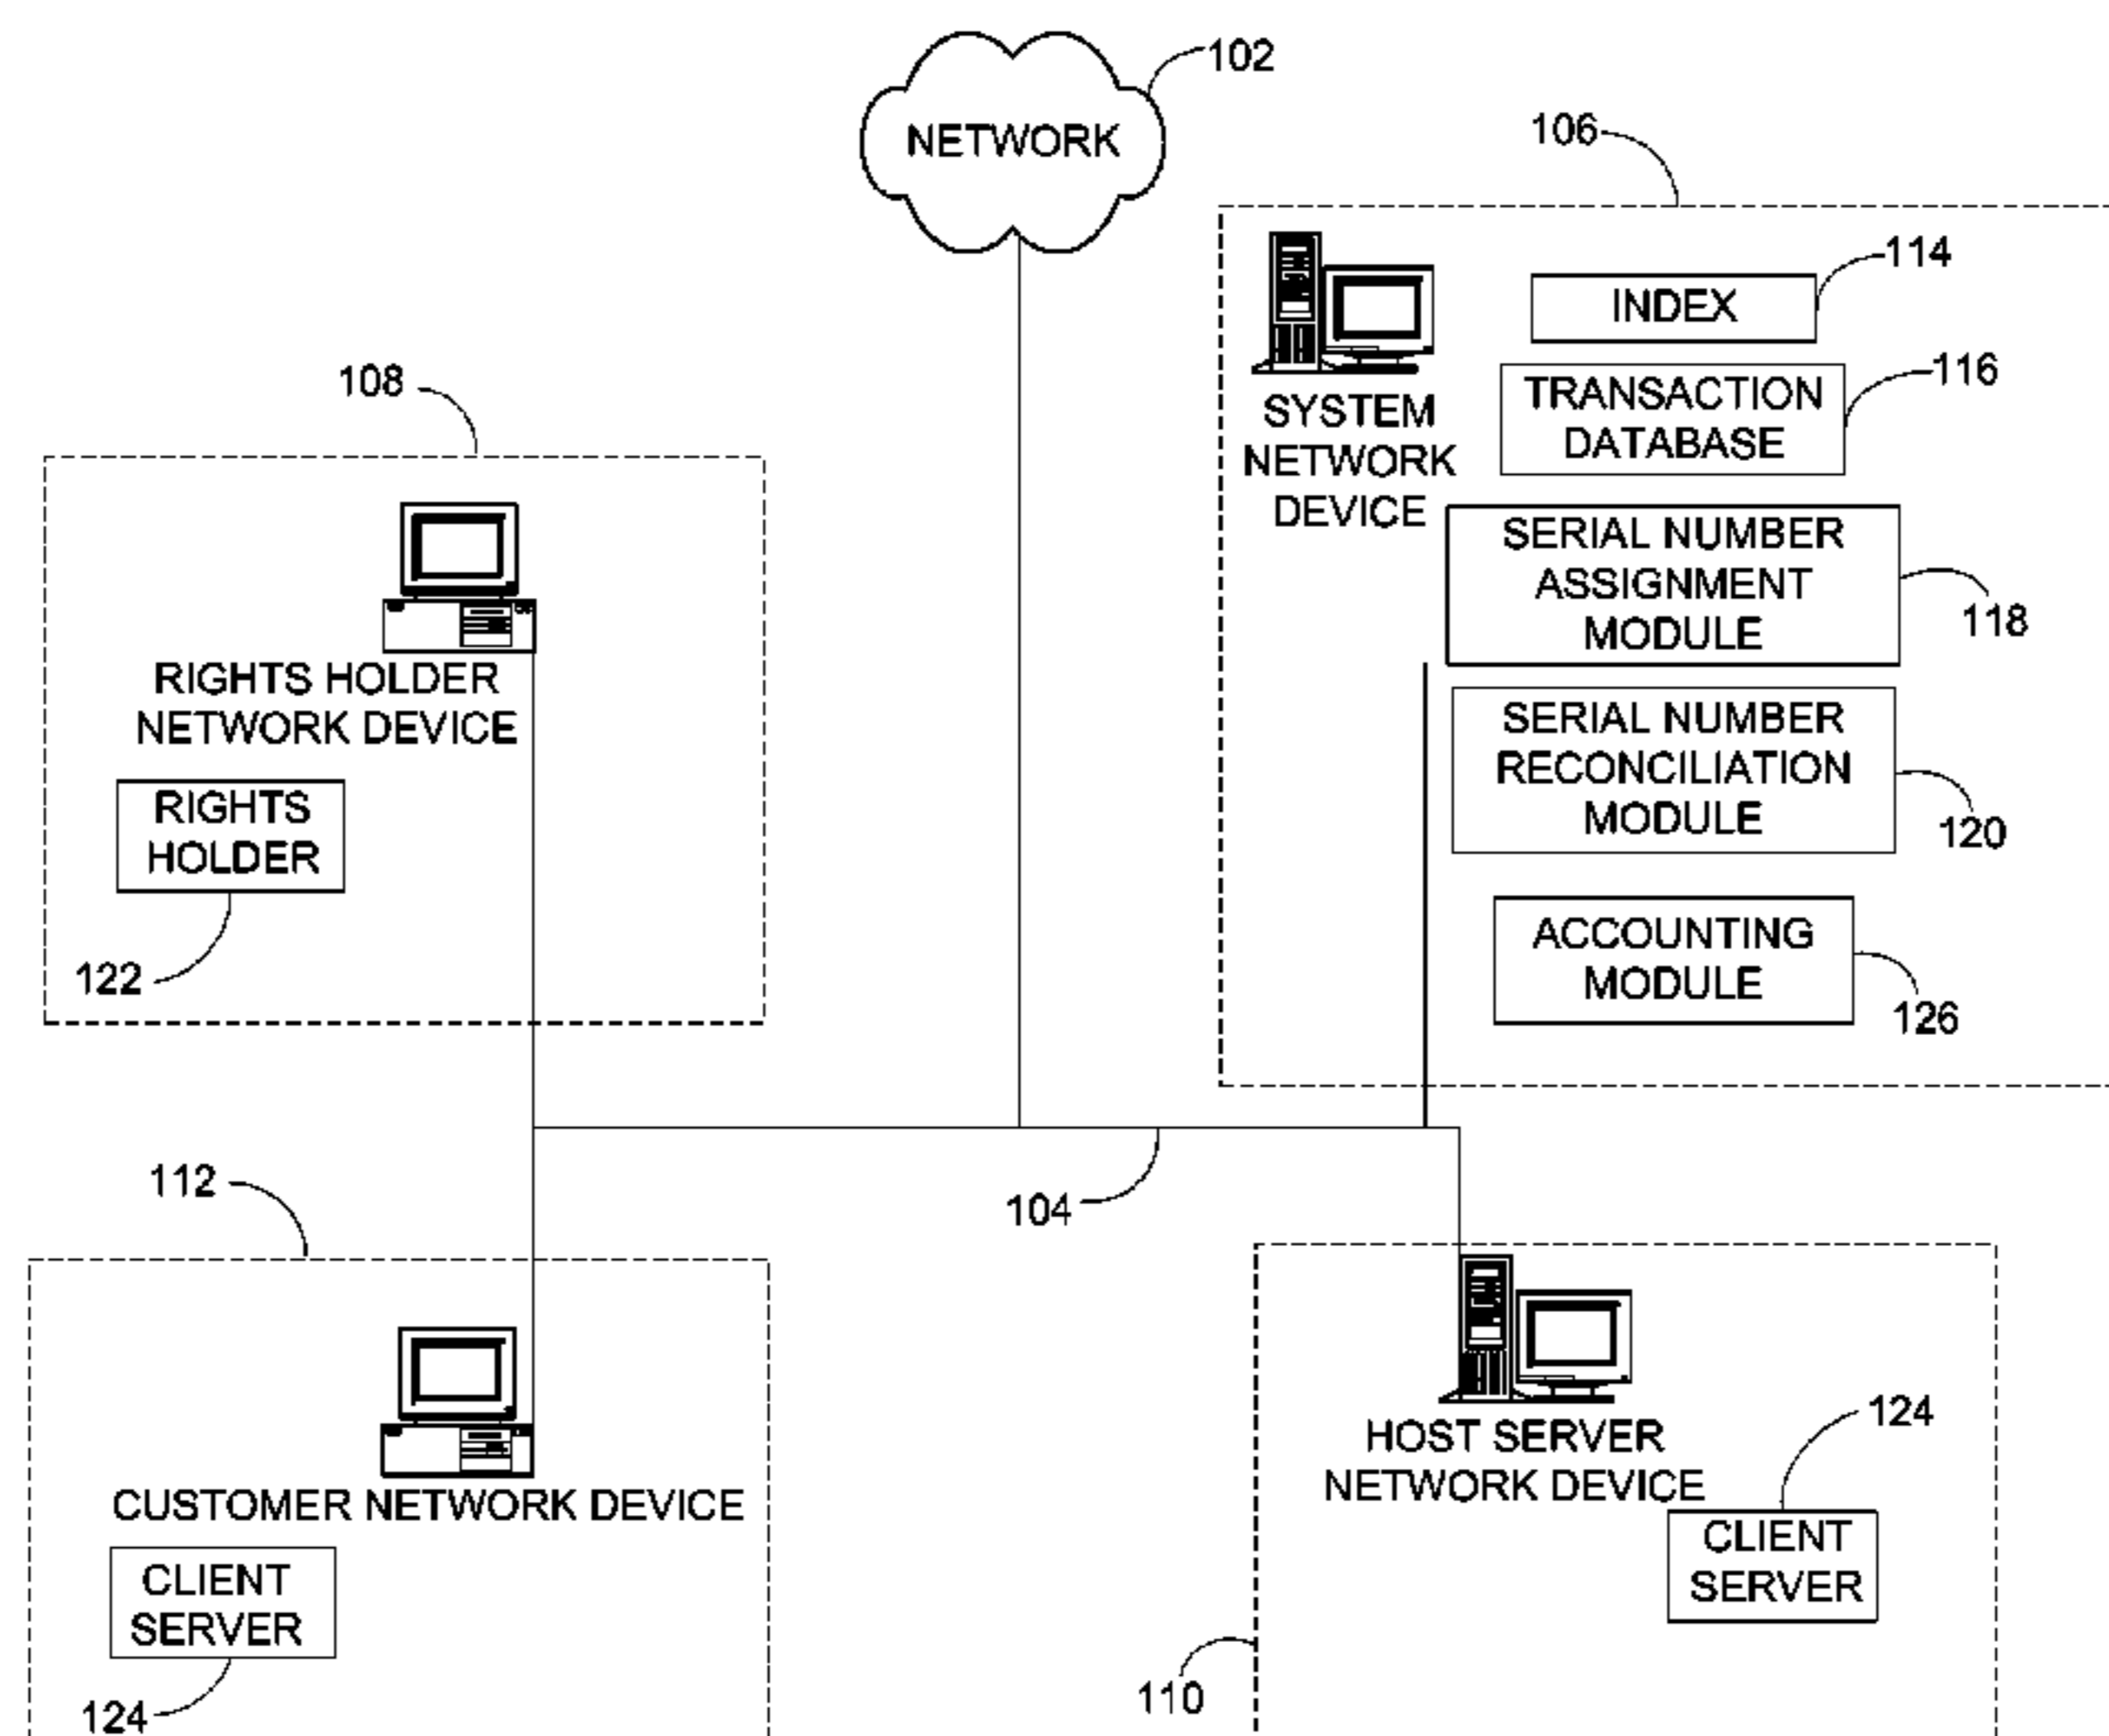 102
NETWORK
106
114
INDEX
116
TRANSACTION
DATABASE
SYSTEM
NETWORK
DEVICE
108
SERIAL NUMBER
ASSIGNMENT
MODULE
118
RIGHTS HOLDER
NETWORK DEVICE
SERIAL NUMBER
RECONCILIATION
MODULE
120
RIGHTS
HOLDER
122
ACCOUNTING
MODULE
126
112
104
CUSTOMER NETWORK DEVICE
HOST SERVER
NETWORK DEVICE
124
CLIENT
SERVER
CLIENT
SERVER
124
110